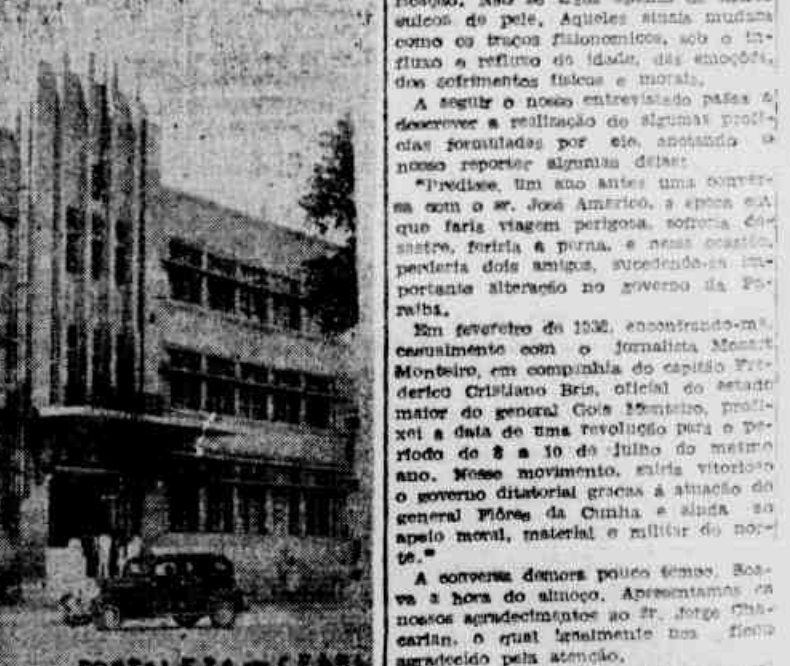 sulcos de pele. Aqueles sinais mudam
como os traços fisionomicos, sob o in-
fluxo e refluxo da idade, das emoções,
dos sofrimentos fisicos e morais.
A seguir o nosso entrevistado passa a
descrever a realização de algumas profe-
cias formuladas por ele, anotando o
nosso reporter algumas delas:
"Predisse, um ano antes uma conver-
sa com o sr. José Américo, a epoca em
que faria viagem perigosa, sofreria de-
sastre, feriria a perna, e nessa ocasião,
perderia dois amigos, sucedendo-se im-
portante alteração no governo da Pa-
raiba.
Em fevereiro de 1932, encontrando-me
casualmente com o jornalista Mozart
Monteiro, em companhia do capitão Fre-
derico Cristiano Bris, oficial do estado
maior do general Gois Monteiro, profe-
xei a data de uma revolução para o pe-
riodo de 8 a 10 de julho do mesmo
ano. Nesse movimento, sairia vitorioso
o governo ditatorial graças á atuação do
general Flôres da Cunha e ainda ao
apeio moral, material e militar do nor-
te."
A conversa demora pouco tempo. Soa-
va a hora do almoço. Apresentamos os
nossos agradecimentos ao Sr. Jorge
o qual igualmente nos ficou
agradecido pela atenção.